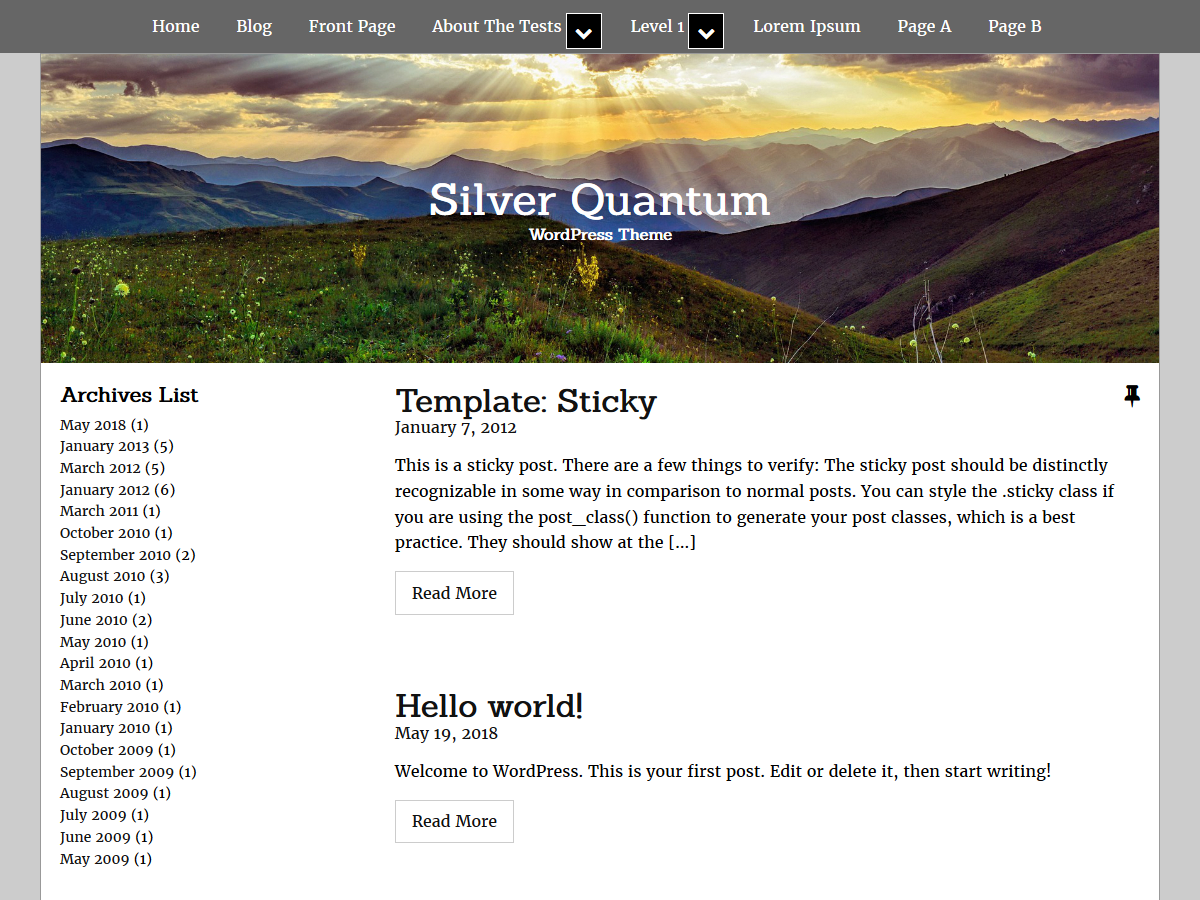 Home Blog Front Page About The Tests Level 1 Lorem Ipsum Page A Page B
Silver Quantum
WordPress Theme
Archives List
May 2018 (1)
January 2013 (5)
March 2012 (5)
January 2012 (6)
March 2011 (1)
October 2010 (1)
September 2010 (2)
August 2010 (3)
July 2010 (1)
June 2010 (2)
May 2010 (1)
April 2010 (1)
March 2010 (1)
February 2010 (1)
January 2010 (1)
October 2009 (1)
September 2009 (1)
August 2009 (1)
July 2009 (1)
June 2009 (1)
May 2009 (1)
Template: Sticky
January 7, 2012
This is a sticky post. There are a few things to verify: The sticky post should be distinctly
recognizable in some way in comparison to normal posts. You can style the .sticky class if
you are using the post_class() function to generate your post classes, which is a best
practice. They should show at the [...]
Read More
Hello world!
May 19, 2018
Welcome to WordPress. This is your first post. Edit or delete it, then start writing!
Read More